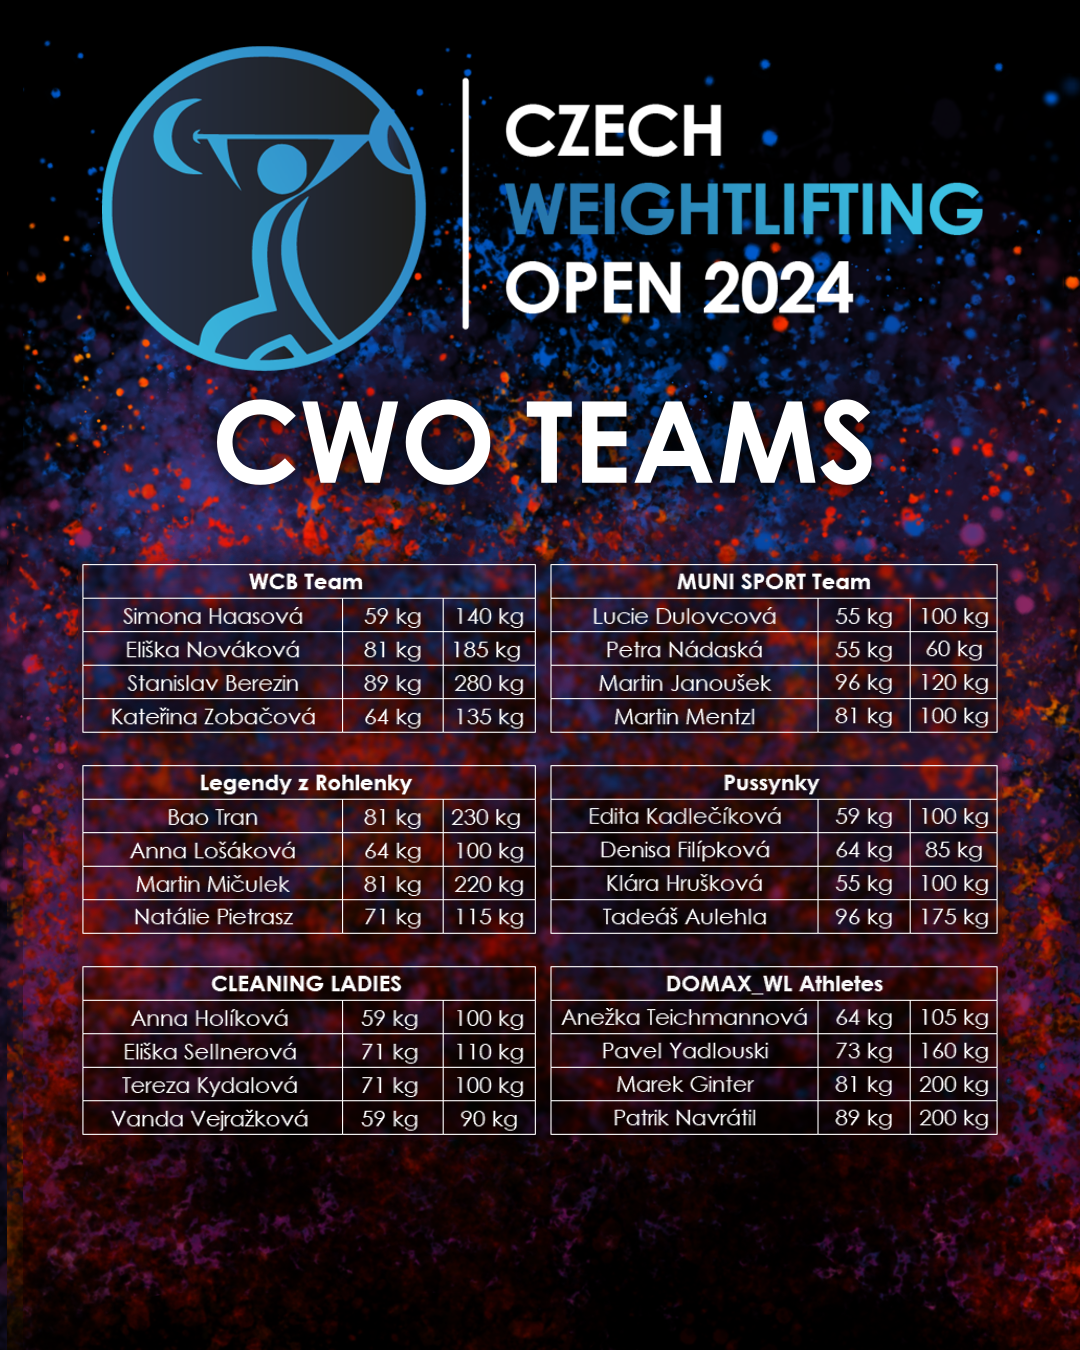 CZECH
WEIGHTLIFTING
OPEN 2024
CWO TEAMS
WCB Team
Simona Haasová 59 kg 140 kg
Eliška Nováková 81 kg 185 kg
Stanislav Berezin 89 kg 280 kg
Kateřina Zobačová 64 kg 135 kg
MUNI SPORT Team
Lucie Dulovcová 55 kg 100 kg
Petra Nádaská 55 kg 60 kg
Martin Janoušek 96 kg 120 kg
Martin Mentzl 81 kg 100 kg
Legendy z Rohlenky
Bao Tran 81 kg 230 kg
Anna Lošáková 64 kg 100 kg
Martin Mičulek 81 kg 220 kg
Natálie Pietrasz 71 kg 115 kg
Pussynky
Edita Kadlečíková 59 kg 100 kg
Denisa Filípková 64 kg 85 kg
Klára Hrušková 55 kg 100 kg
Tadeáš Aulehla 96 kg 175 kg
CLEANING LADIES
Anna Holíková 59 kg 100 kg
Eliška Sellnerová 71 kg 110 kg
Tereza Kydalová 71 kg 100 kg
Vanda Vejražková 59 kg 90 kg
DOMAX_WL Athletes
Anežka Teichmannová 64 kg 105 kg
Pavel Yadlouski 73 kg 160 kg
Marek Ginter 81 kg 200 kg
Patrik Navrátil 89 kg 200 kg